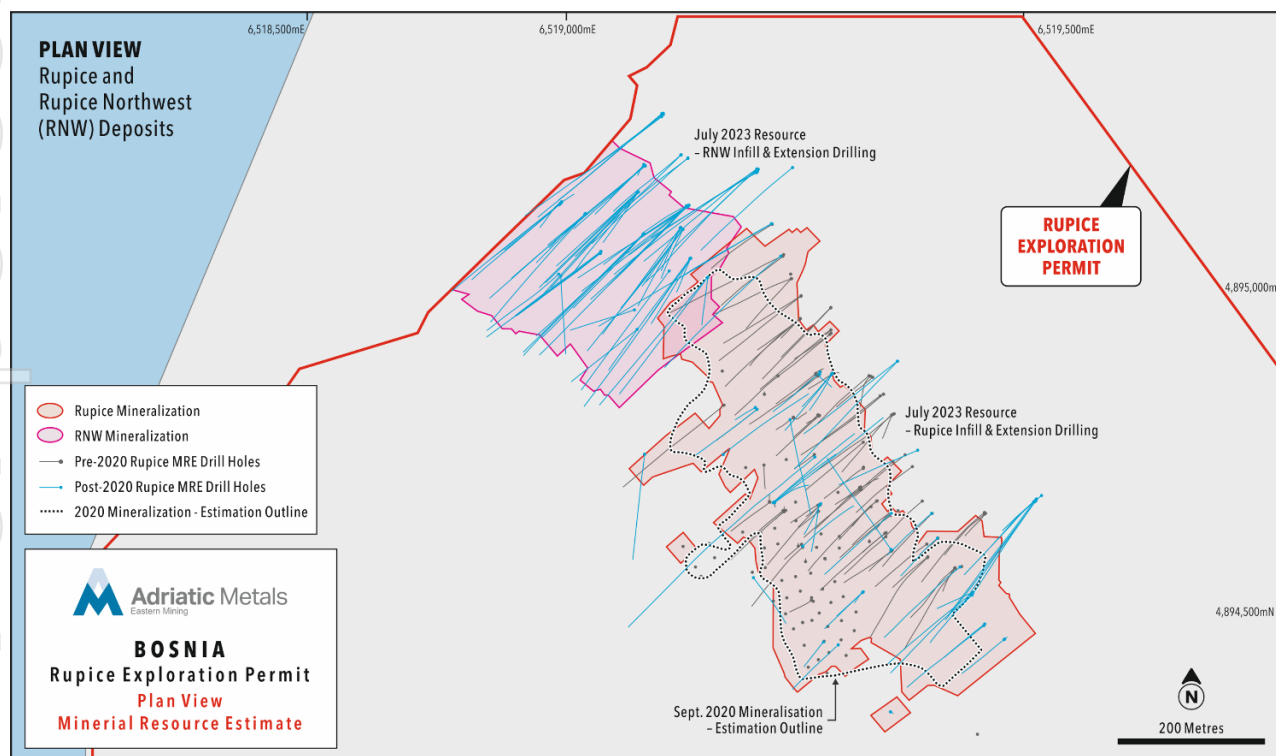 6,518,500mE
6,519,000mE
6,519,500mE
PLAN VIEW
Rupice and
Rupice Northwest
(RNW) Deposits
July 2023 Resource
– RNW Infill & Extension Drilling
RUPICE
EXPLORATION
PERMIT
4,895,000m
Rupice Mineralization
RNW Mineralization
Pre-2020 Rupice MRE Drill Holes
Post-2020 Rupice MRE Drill Holes
2020 Mineralization - Estimation Outline
July 2023 Resource
– Rupice Infill & Extension Drilling
Adriatic Metals
Eastern Mining
BOSNIA
Rupice Exploration Permit
Plan View
Minerial Resource Estimate
4,894,500mN
Sept. 2020 Mineralisation
– Estimation Outline
N
200 Metres